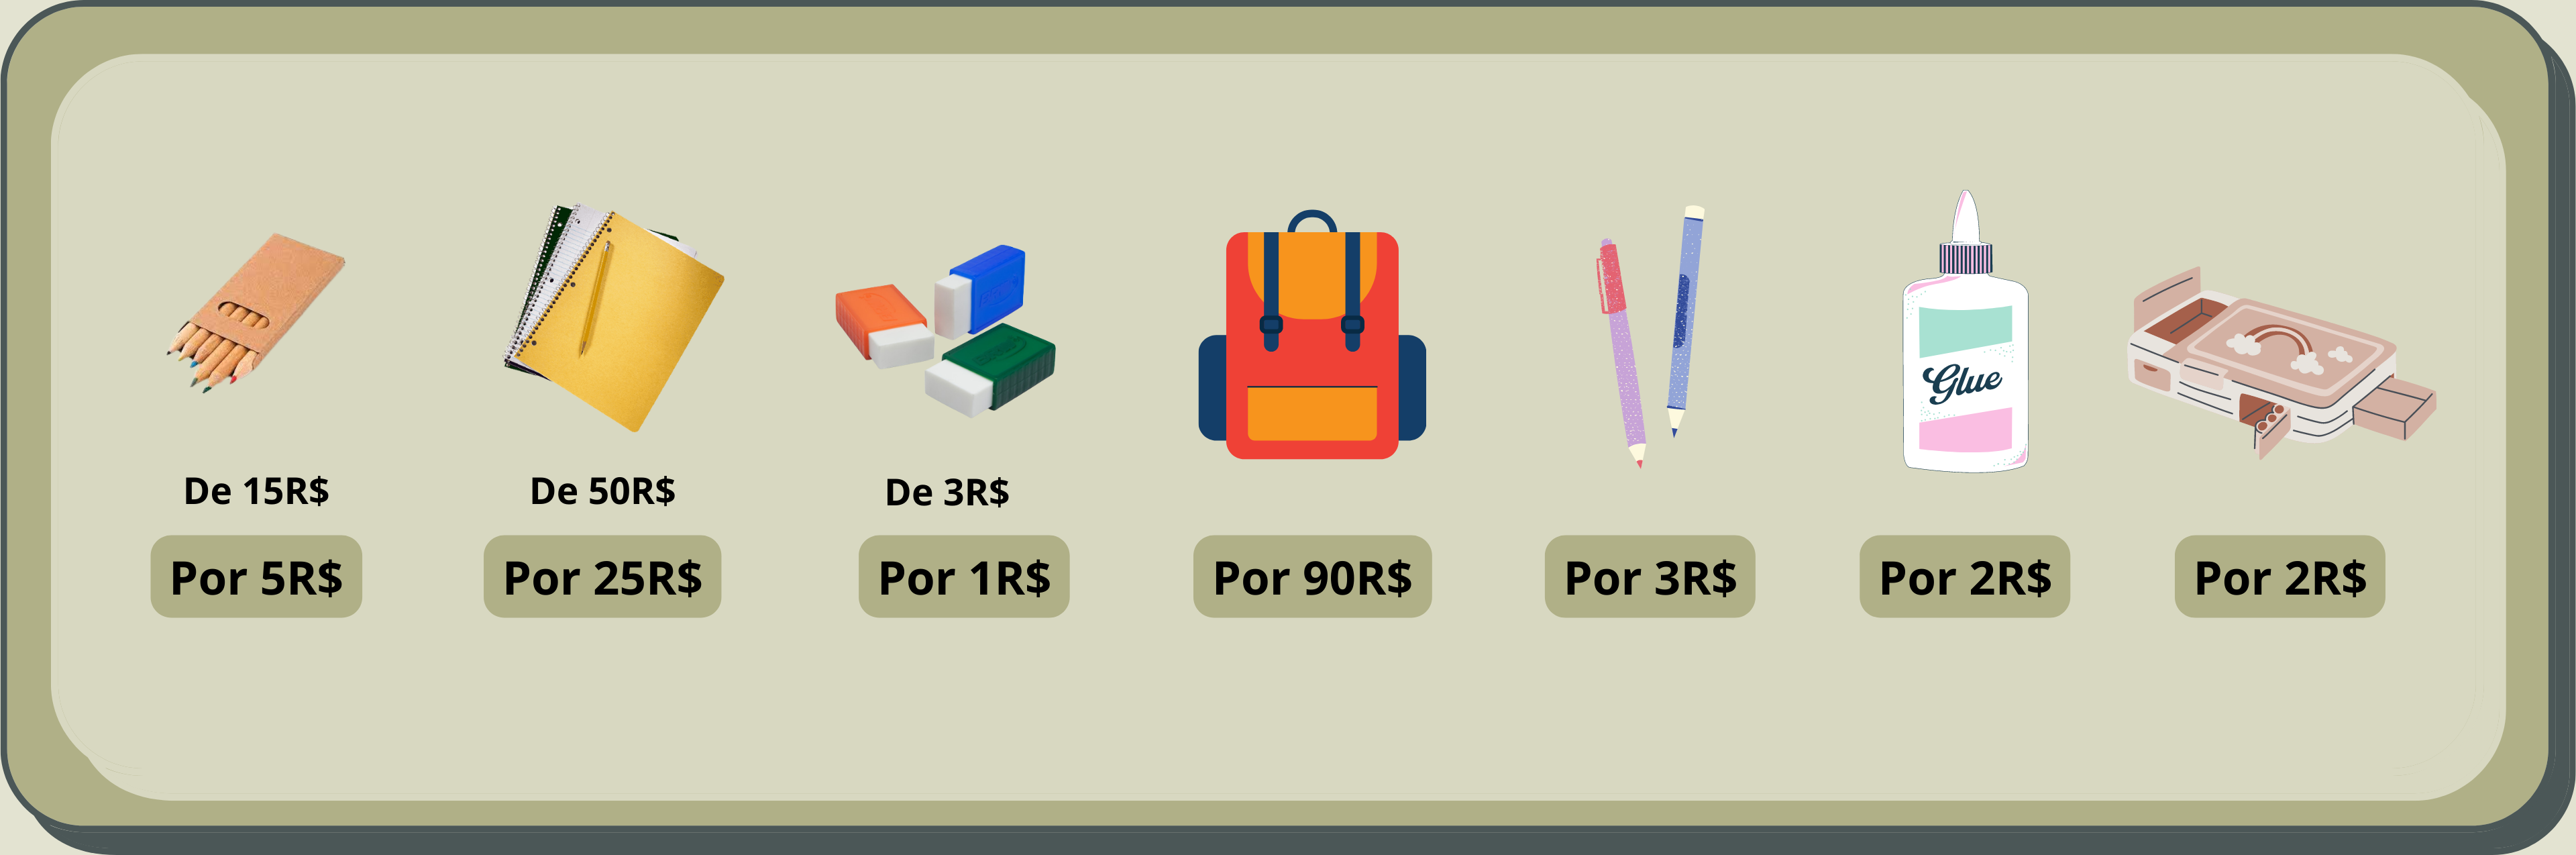 Glue
De 15R$
De 50R$
De 3R$
Por 5R$
Por 25R$
Por 1R$
Por 90R$
Por 3R$
Por 2R$
Por 2R$